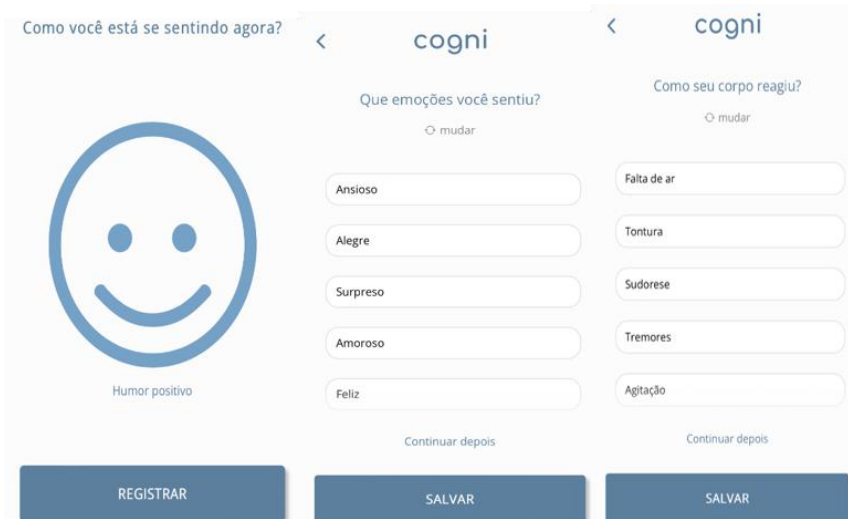 Como você está se sentindo agora?
Humor positivo
REGISTRAR
cogni
Que emoções você sentiu?
mudar
Ansioso
Alegre
Surpreso
Amoroso
Feliz
Continuar depois
SALVAR
cogni
Como seu corpo reagiu?
mudar
Falta de ar
Tontura
Sudorese
Tremores
Agitação
Continuar depois
SALVAR